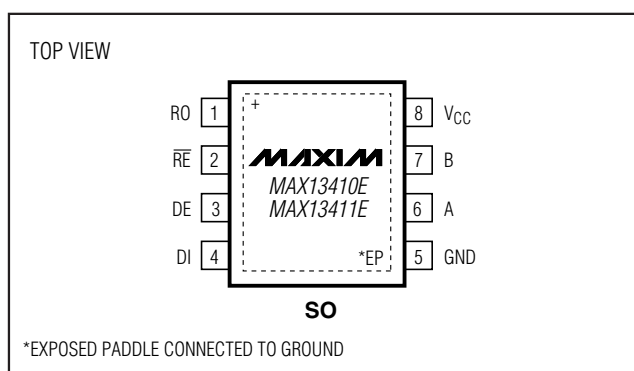 TOP VIEW
RO 1
+
8 VCC
RE 2
MAXIM
7 B
MAX13410E
DE 3
MAX13411E
6 A
DI 4
*EP
5 GND
SO
*EXPOSED PADDLE CONNECTED TO GROUND